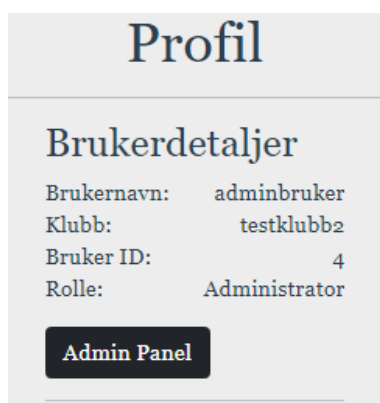 Profil
Brukerdetaljer
Brukernavn: adminbruker
Klubb: testklubb2
Bruker ID: 4
Rolle: Administrator
Admin Panel